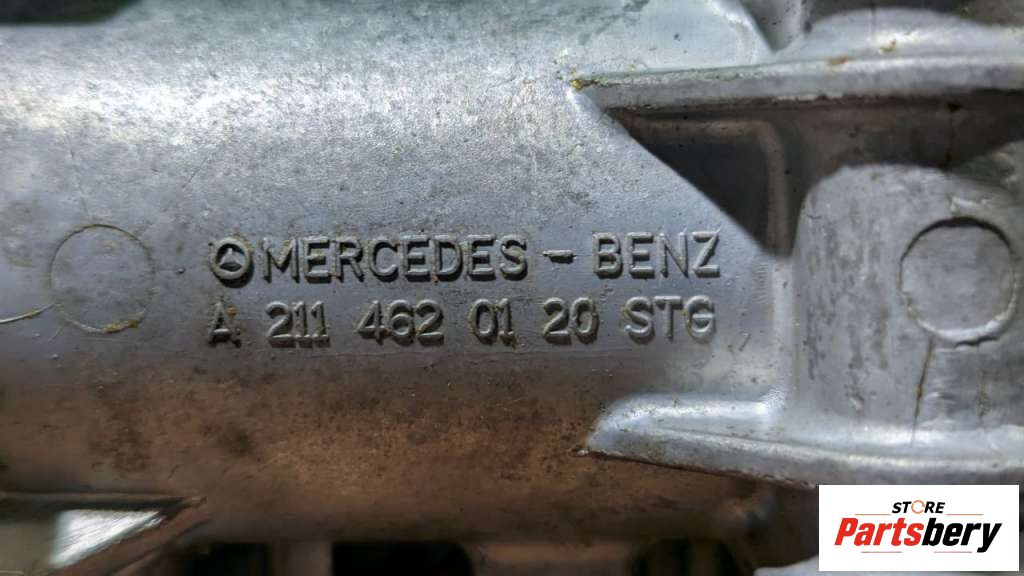 MERCEDES - BENZ
A 211 462 01 20 STG
STORE
Partsbery